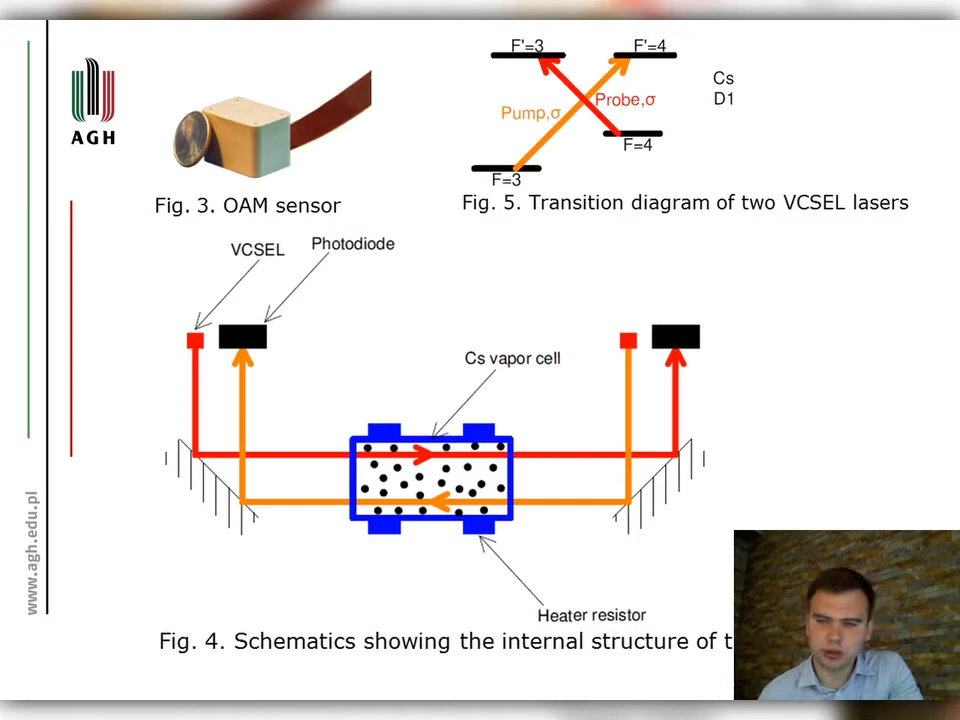 AGH
www.agh.edu.pl
Fig. 3. OAM sensor
F'=3
F'=4
Cs
D1
Pump,σ
Probe,σ
F=4
F=3
Fig. 5. Transition diagram of two VCSEL lasers
VCSEL
Photodiode
Cs vapor cell
Heater resistor
Fig. 4. Schematics showing the internal structure of